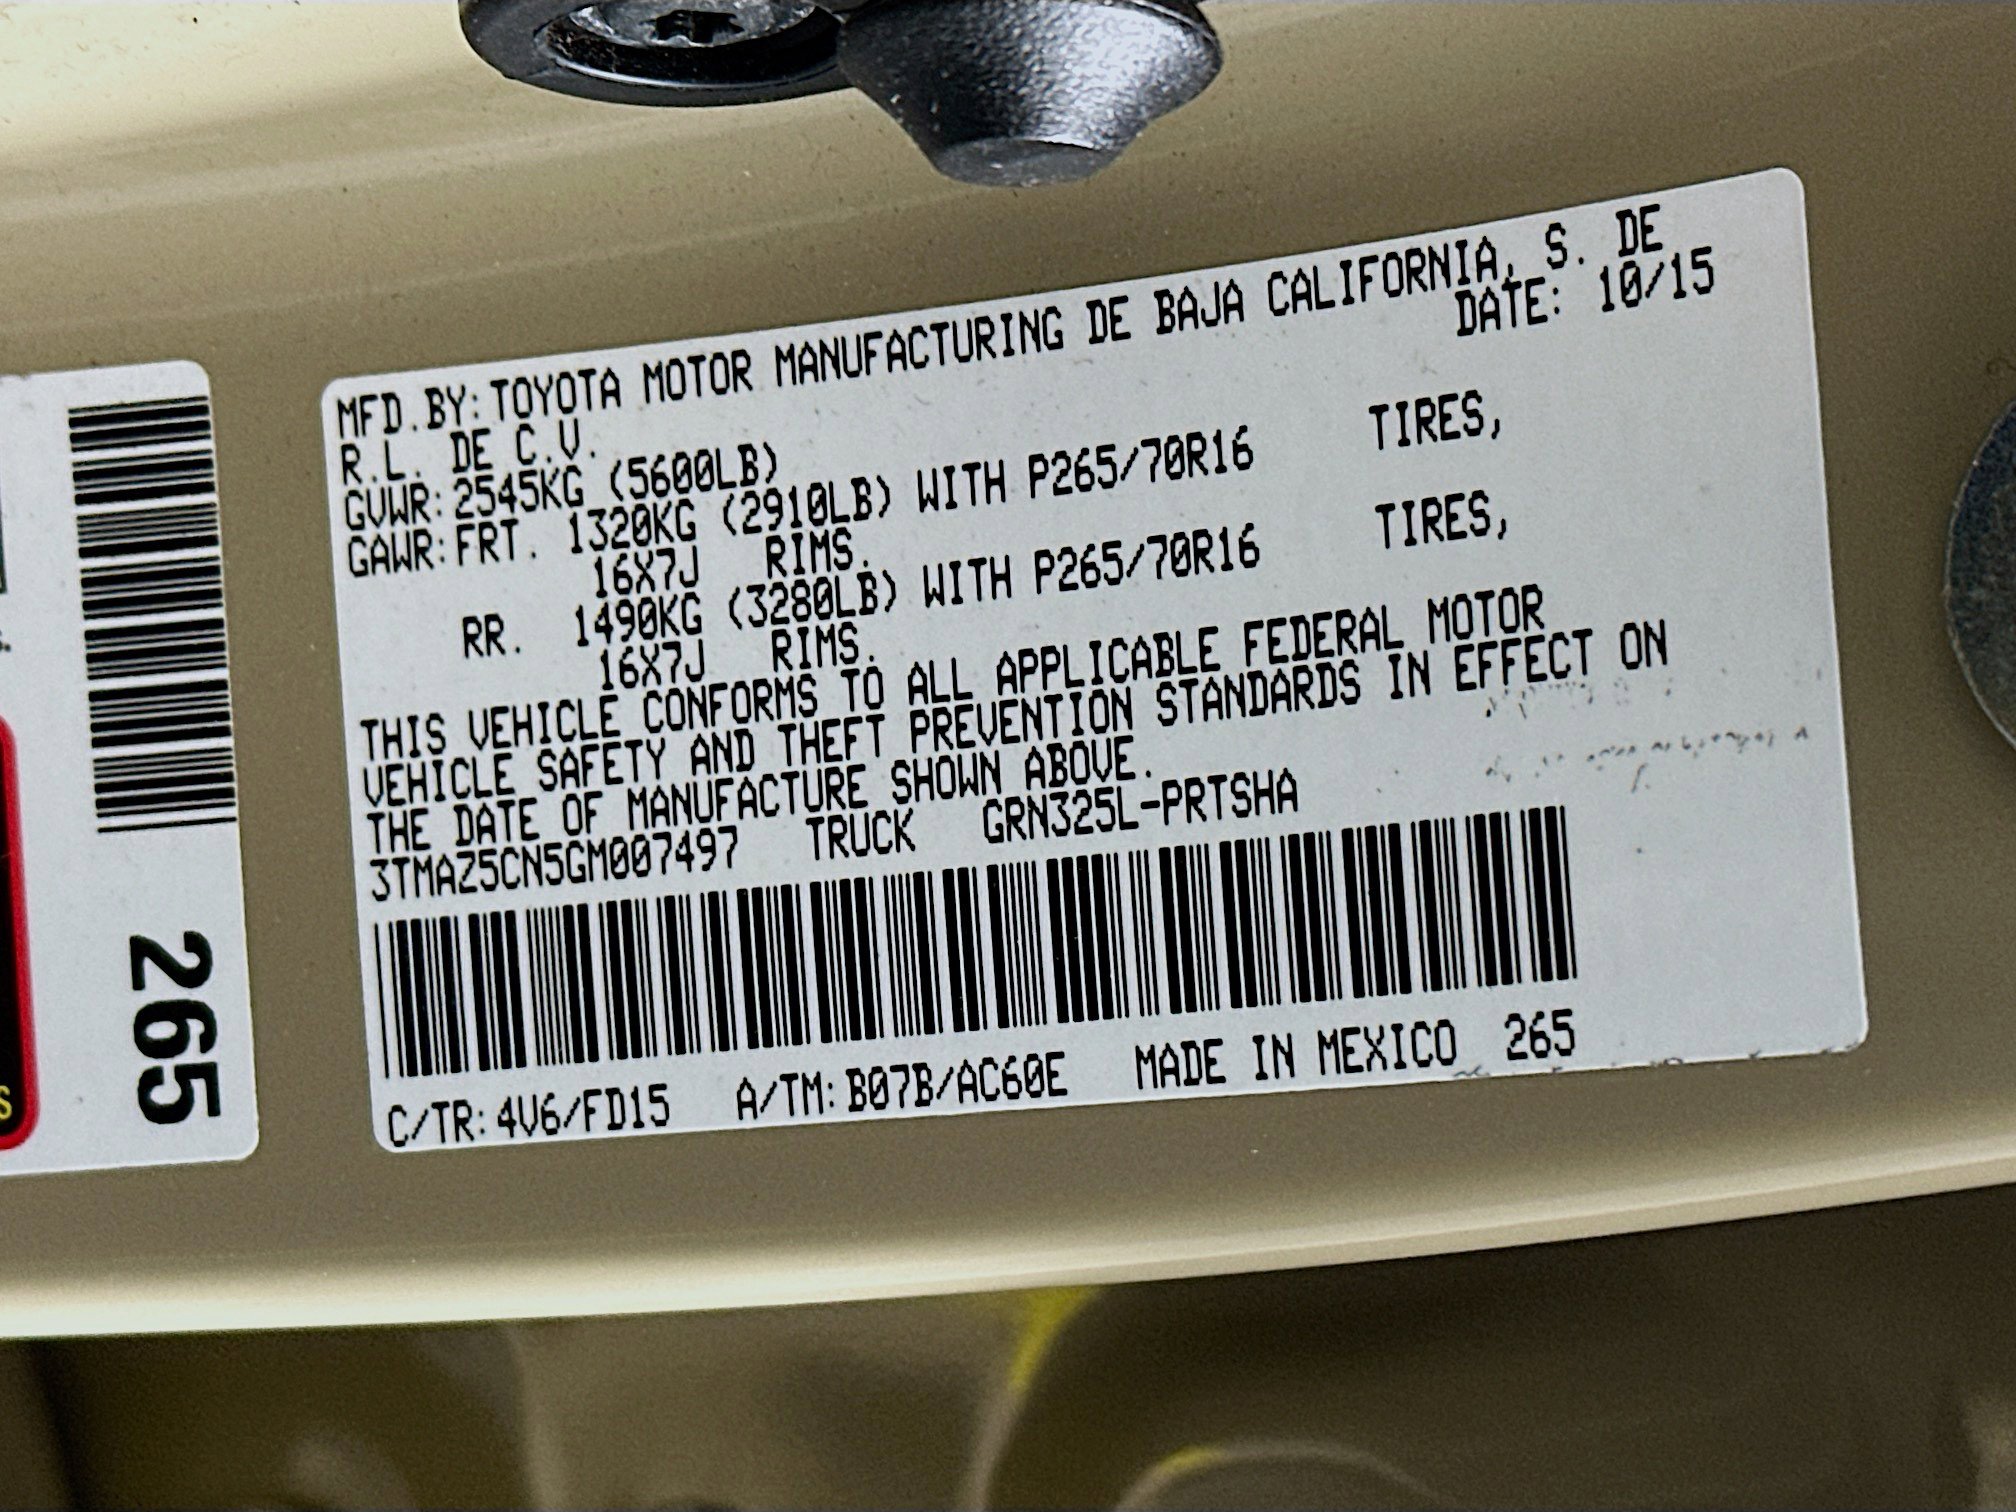 MFD.BY:TOYOTA MOTOR MANUFACTURING DE BAJA CALIFORNIA, S. DE
R.L. DE C.V. DATE: 10/15
GVWR:2545KG (5600LB)
GAWR:FRT. 1320KG (2910LB) WITH P265/70R16 TIRES,
16X7J RIMS.
RR. 1490KG (3280LB) WITH P265/70R16 TIRES,
16X7J RIMS.
THIS VEHICLE CONFORMS TO ALL APPLICABLE FEDERAL MOTOR
VEHICLE SAFETY AND THEFT PREVENTION STANDARDS IN EFFECT ON
THE DATE OF MANUFACTURE SHOWN ABOVE.
3TMAZ5CN5GM007497 TRUCK GRN325L-PRTSHA
C/TR:4V6/FD15 A/TM:B07B/AC60E MADE IN MEXICO 265
265
S